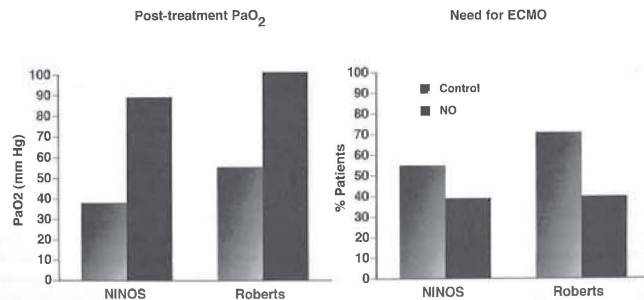 Post-treatment PaO2
PaO2 (mm Hg)
100
90
80
70
60
50
40
30
20
10
0
NINOS
Roberts
Need for ECMO
% Patients
100
90
80
70
60
50
40
30
20
10
0
Control
NO
NINOS
Roberts